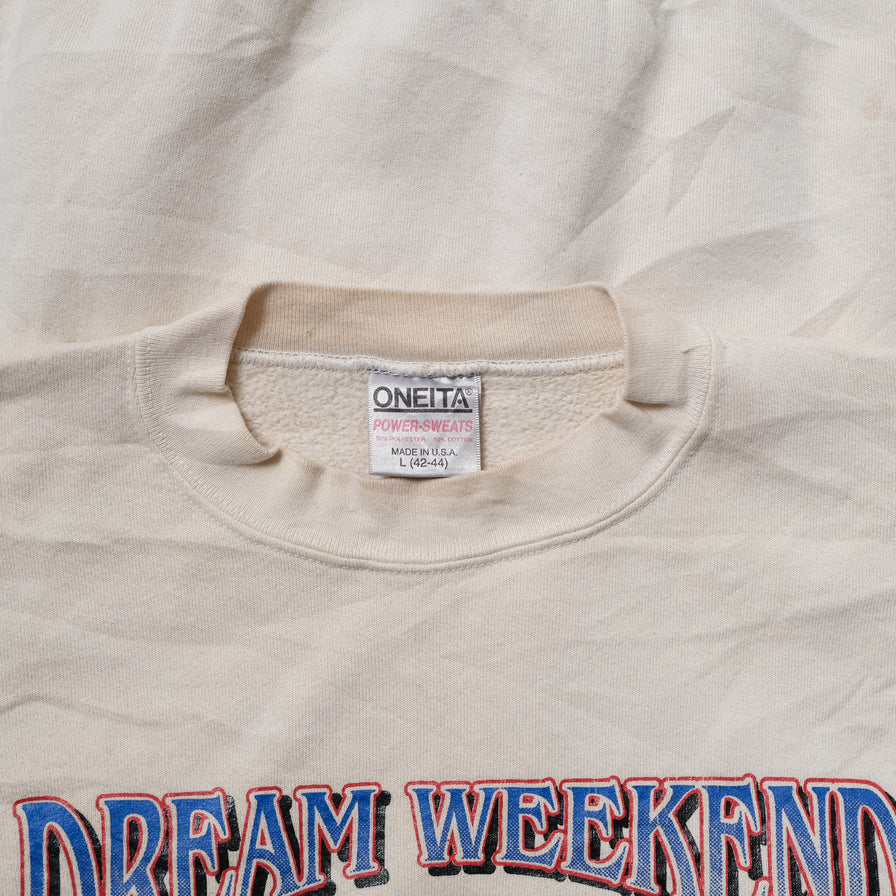 ONEITA®
POWER-SWEATS
50% POLYESTER 50% COTTON
MADE IN U.S.A.
L (42-44)
DREAM WEEKEND